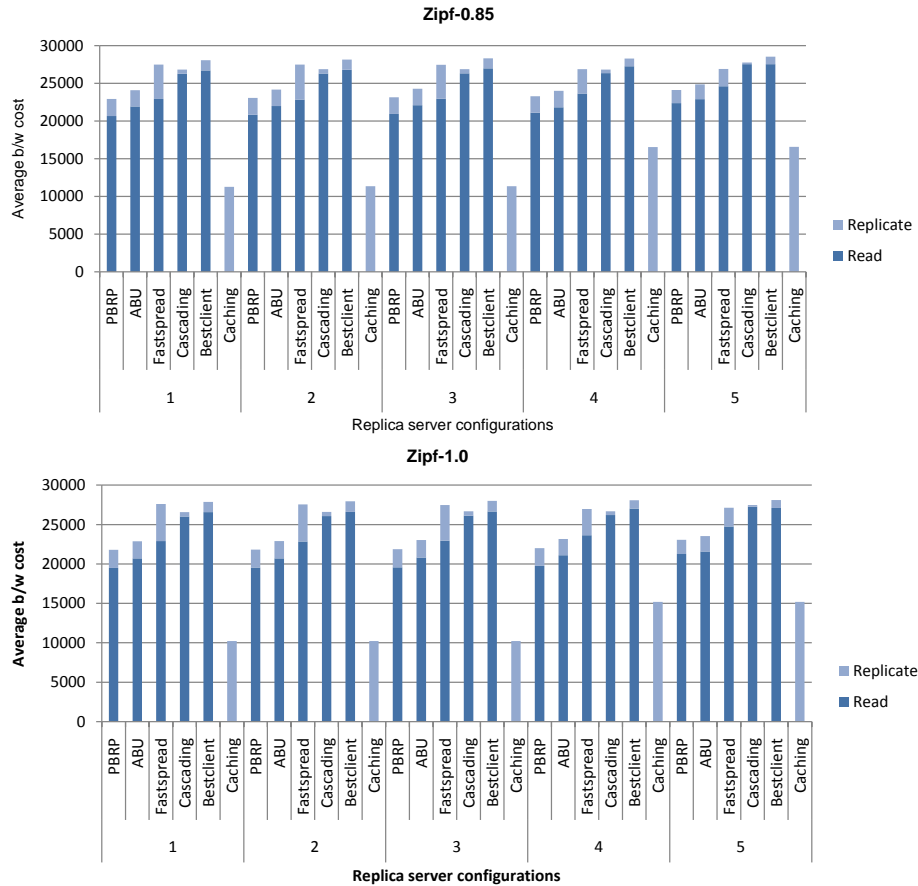 Zipf-0.85
30000
25000
20000
15000
10000
5000
0
Average b/w cost
PBRP
ABU
Fastspread
Cascading
Bestclient
Caching
PBRP
ABU
Fastspread
Cascading
Bestclient
Caching
PBRP
ABU
Fastspread
Cascading
Bestclient
Caching
PBRP
ABU
Fastspread
Cascading
Bestclient
Caching
PBRP
ABU
Fastspread
Cascading
Bestclient
Caching
1 2 3 4 5
Replica server configurations
Replicate
Read
Zipf-1.0
30000
25000
20000
15000
10000
5000
0
Average b/w cost
PBRP
ABU
Fastspread
Cascading
Bestclient
Caching
PBRP
ABU
Fastspread
Cascading
Bestclient
Caching
PBRP
ABU
Fastspread
Cascading
Bestclient
Caching
PBRP
ABU
Fastspread
Cascading
Bestclient
Caching
PBRP
ABU
Fastspread
Cascading
Bestclient
Caching
1 2 3 4 5
Replica server configurations
Replicate
Read